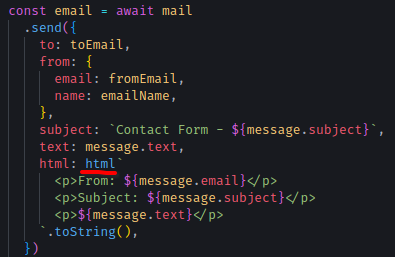 const email = await mail
.send({
to: toEmail,
from: {
email: fromEmail,
name: emailName,
},
subject: `Contact Form - ${message.subject}`,
text: message.text,
html: html`
<p>From: ${message.email}</p>
<p>Subject: ${message.subject}</p>
<p>${message.text}</p>
`.toString(),
})